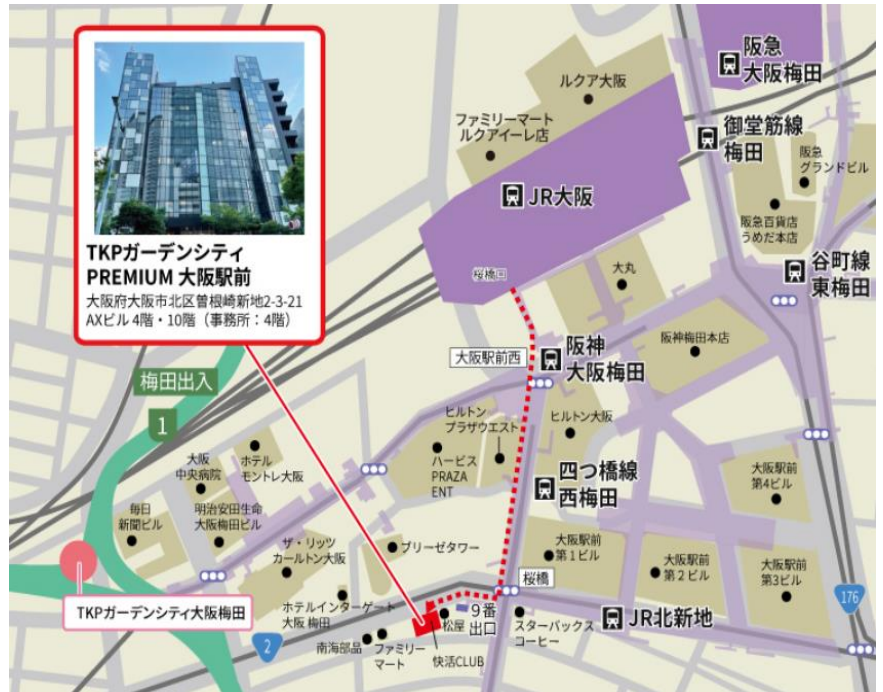 TKPガーデンシティ
PREMIUM 大阪駅前
大阪府大阪市北区曽根崎新地2-3-21
AXビル 4階・10階（事務所：4階）
阪急
大阪梅田
ルクア大阪
ファミリーマート
ルクアイーレ店
御堂筋線
梅田
阪急
グランドビル
JR大阪
阪急百貨店
うめだ本店
谷町線
東梅田
桜橋口
大丸
大阪駅前西
阪神
大阪梅田
阪神梅田本店
梅田出入
1
ヒルトン
プラザウエスト
ヒルトン大阪
大阪
中央病院
ホテル
モントレ大阪
ハービス
PRAZA
ENT
四つ橋線
西梅田
大阪駅前
第4ビル
毎日
新聞ビル
明治安田生命
大阪梅田ビル
ザ・リッツ
カールトン大阪
ブリーゼタワー
大阪駅前
第1ビル
大阪駅前
第2ビル
大阪駅前
第3ビル
桜橋
176
TKPガーデンシティ大阪梅田
ホテルインターゲート
大阪 梅田
松屋
9番
出口
スターバックス
コーヒー
JR北新地
2
南海部品
ファミリー
マート
快活CLUB